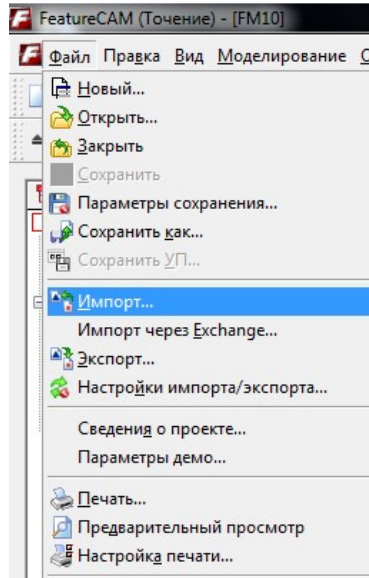 FeatureCAM (Точение) - [FM10]
Файл Правка Вид Моделирование
Новый...
Открыть...
Закрыть
Сохранить
Параметры сохранения...
Сохранить как...
Сохранить УП...
Импорт...
Импорт через Exchange...
Экспорт...
Настройки импорта/экспорта...
Сведения о проекте...
Параметры демо...
Печать...
Предварительный просмотр
Настройка печати...